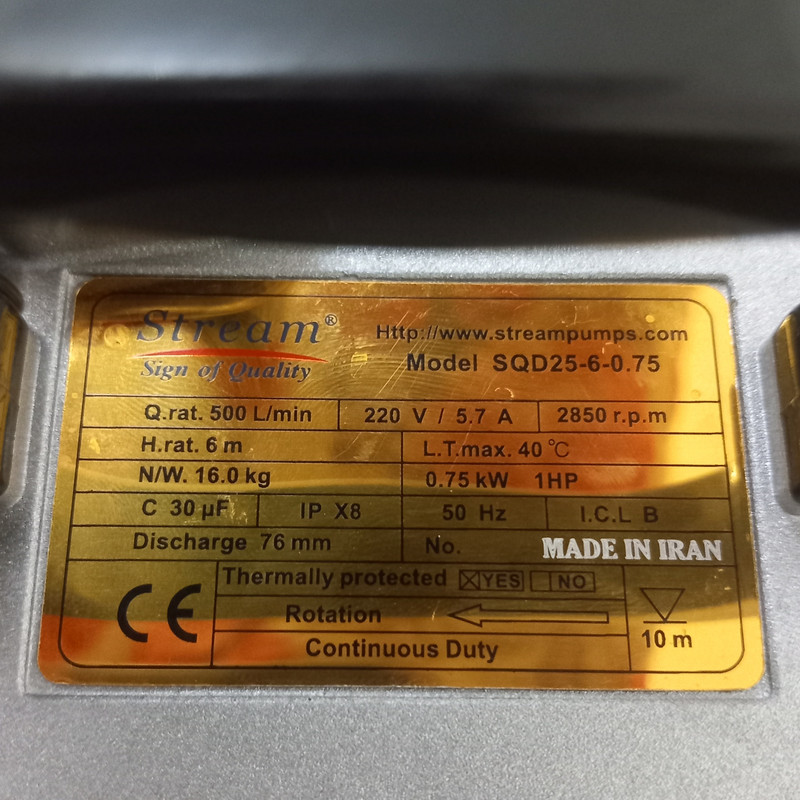 Stream®
Sign of Quality
Http://www.streampumps.com
Model SQD25-6-0.75
Q.rat. 500 L/min 220 V / 5.7 A 2850 r.p.m
H.rat. 6 m L.T.max. 40 ℃
N/W. 16.0 kg 0.75 kW 1HP
C 30 µF IP X8 50 Hz I.C.L B
Discharge 76 mm No. MADE IN IRAN
CE
Thermally protected ☒ YES ☐ NO
Rotation
Continuous Duty
10 m